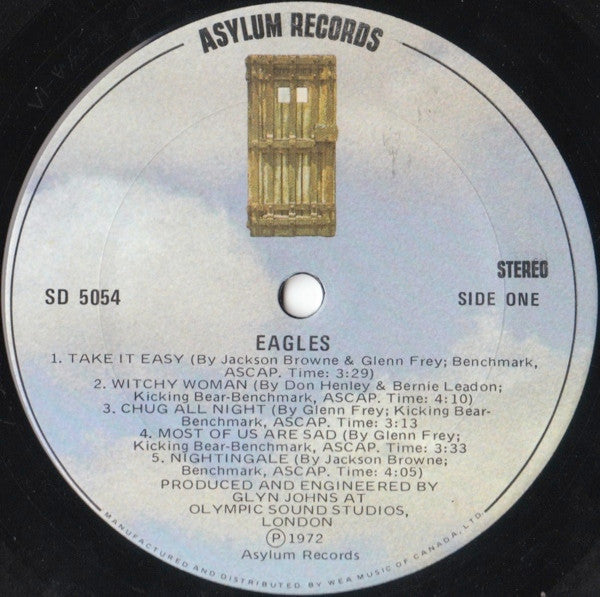 ASYLUM RECORDS
STEREO
SD 5054
SIDE ONE
EAGLES
1. TAKE IT EASY (By Jackson Browne & Glenn Frey; Benchmark,
ASCAP. Time: 3:29)
2. WITCHY WOMAN (By Don Henley & Bernie Leadon;
Kicking Bear-Benchmark, ASCAP. Time: 4:10)
3. CHUG ALL NIGHT (By Glenn Frey; Kicking Bear-
Benchmark, ASCAP. Time: 3:13
4. MOST OF US ARE SAD (By Glenn Frey;
Kicking Bear-Benchmark, ASCAP. Time: 3:33
5. NIGHTINGALE (By Jackson Browne;
Benchmark, ASCAP. Time: 4:05)
PRODUCED AND ENGINEERED BY
GLYN JOHNS AT
OLYMPIC SOUND STUDIOS,
LONDON
Ⓟ 1972
Asylum Records
MANUFACTURED AND DISTRIBUTED BY WEA MUSIC OF CANADA, LTD.